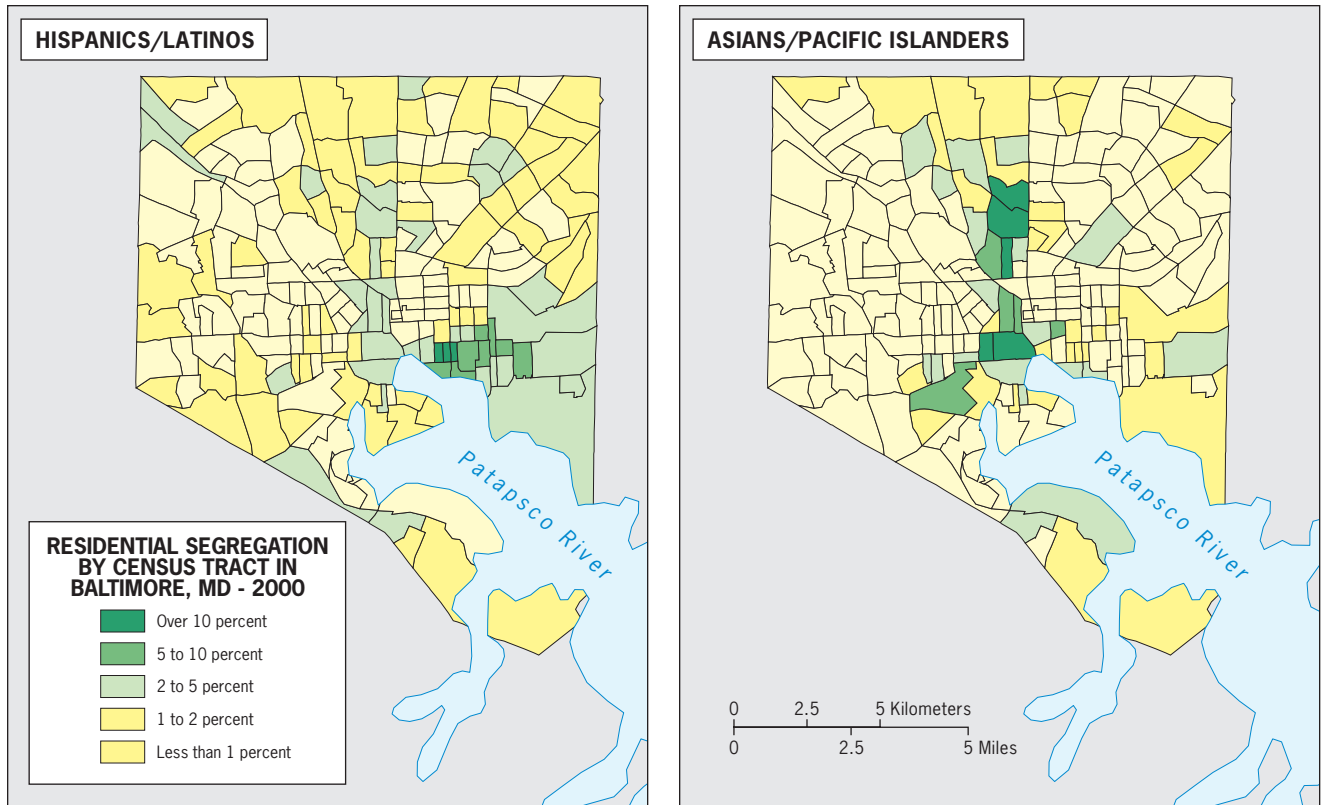 HISPANICS/LATINOS
Patapsco River
RESIDENTIAL SEGREGATION
BY CENSUS TRACT IN
BALTIMORE, MD - 2000
Over 10 percent
5 to 10 percent
2 to 5 percent
1 to 2 percent
Less than 1 percent
ASIANS/PACIFIC ISLANDERS
Patapsco River
0 2.5 5 Kilometers
0 2.5 5 Miles